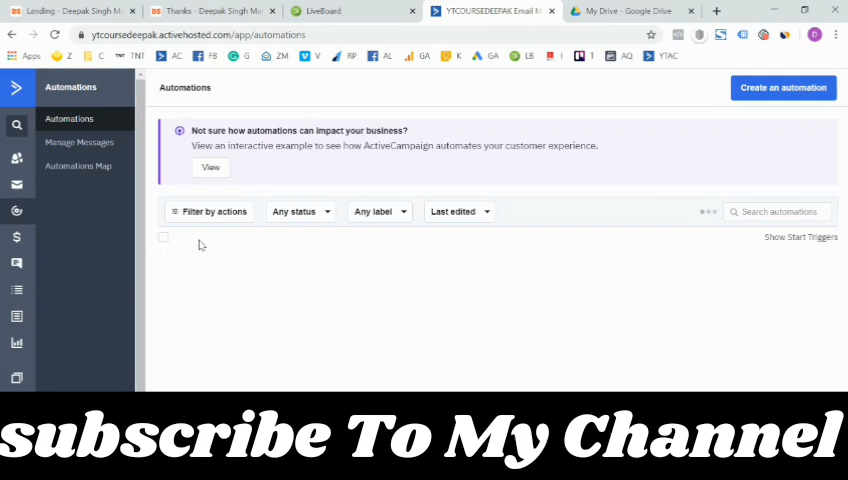 Landing - Deepak Singh Ma
Thanks - Deepak Singh Mar
LiveBoard
YTCOURSEDEEPAK Email M
My Drive - Google Drive
ytcoursedeepak.activehosted.com/app/automations
D
Apps Z C TNT TNT AC FB G ZM V RP AL GA K GA LB I T AQ YTAC
Automations
Automations
Create an automation
Automations
Manage Messages
Automations Map
Not sure how automations can impact your business?
View an interactive example to see how ActiveCampaign automates your customer experience.
View
Filter by actions
Any status
Any label
Last edited
Search automations
Show Start Triggers
subscribe To My Channel